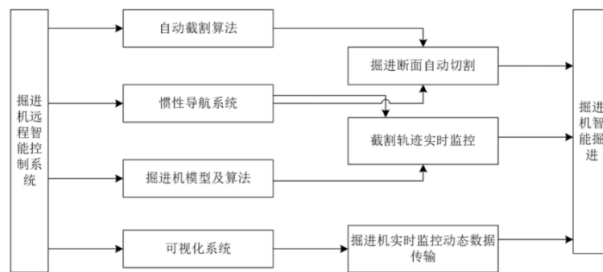 掘进
机远
程智
能控
制系
统
自动截割算法
惯性导航系统
掘进机模型及算法
可视化系统
掘进断面自动切割
截割轨迹实时监控
掘进机实时监控动态数据
传输
掘进
机智
能掘
进